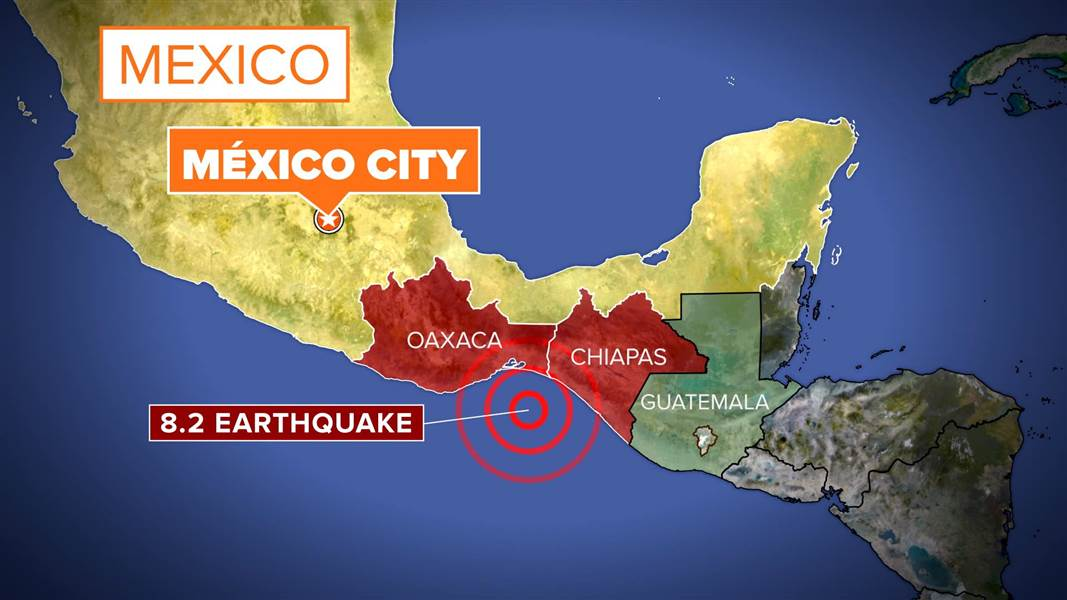 MEXICO
MÉXICO CITY
OAXACA
CHIAPAS
GUATEMALA
8.2 EARTHQUAKE